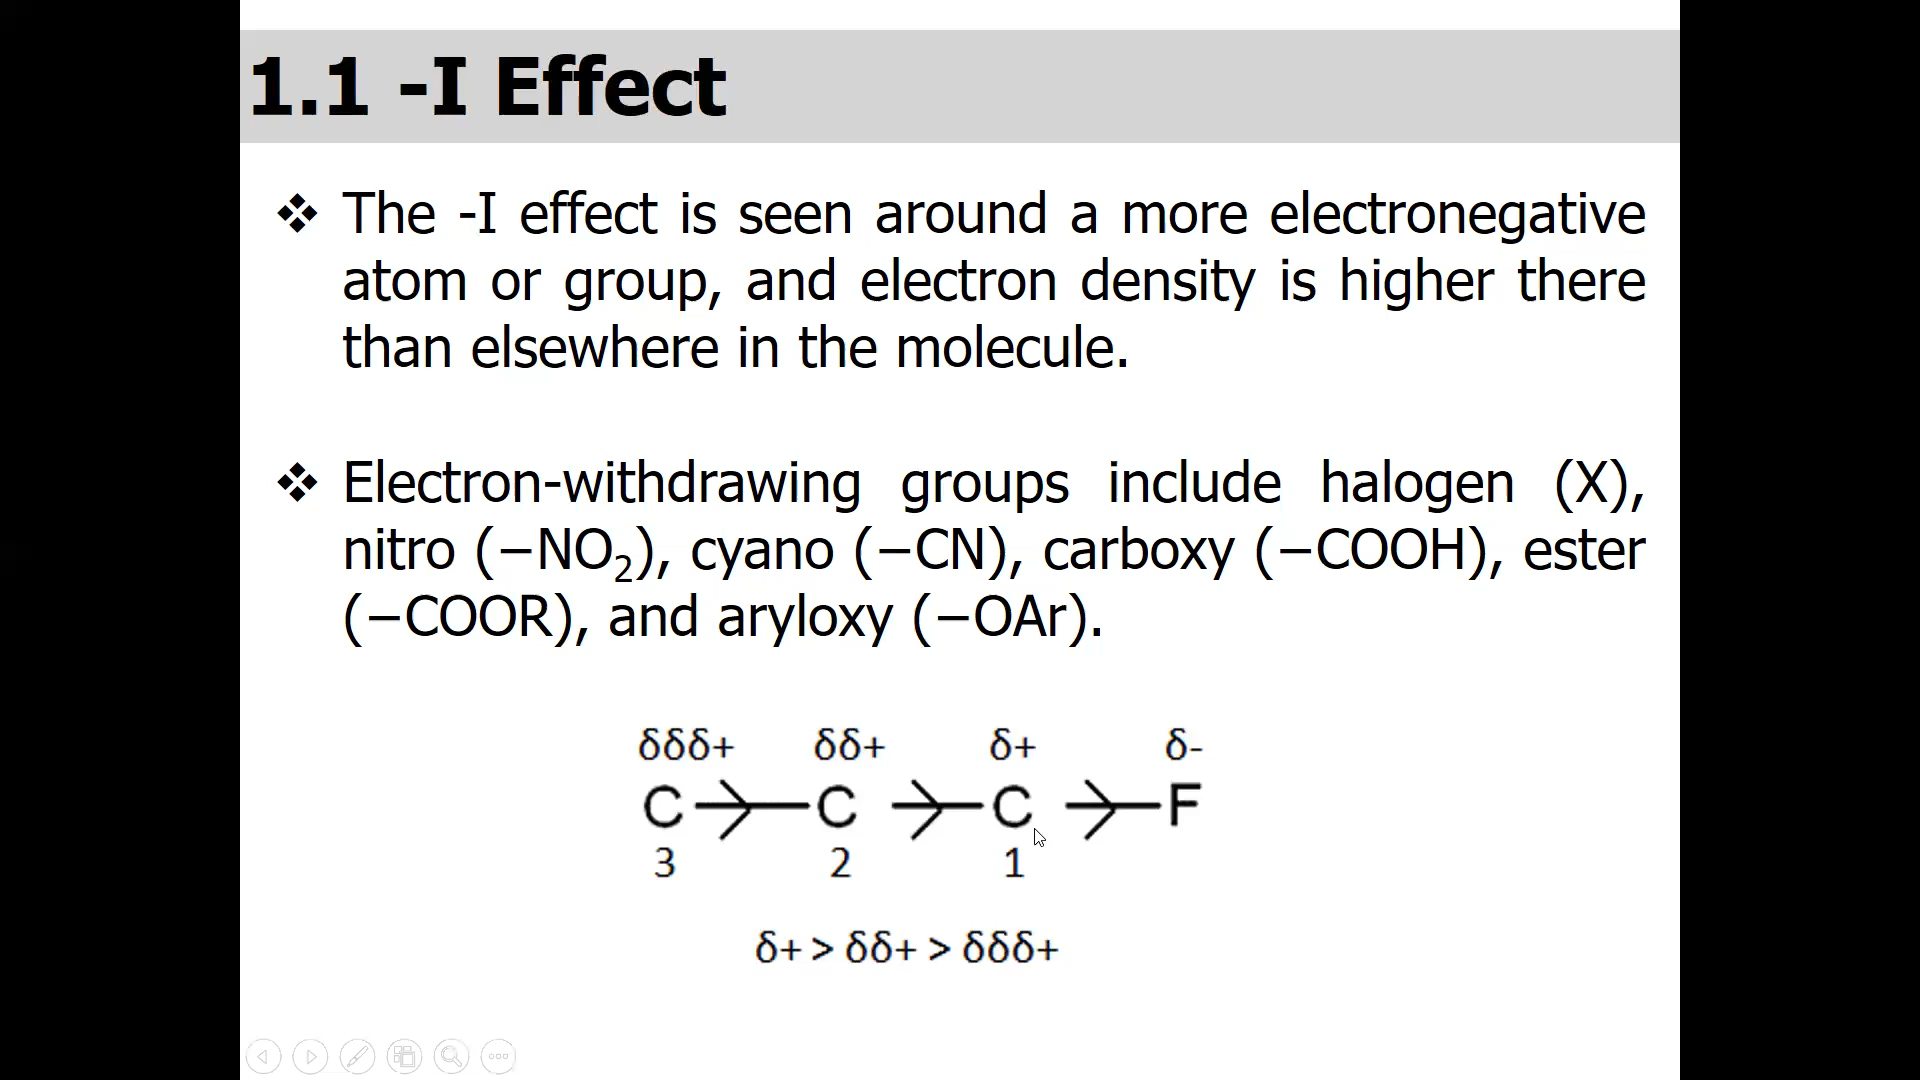 1.1 -I Effect
❖ The -I effect is seen around a more electronegative
atom or group, and electron density is higher there
than elsewhere in the molecule.
❖ Electron-withdrawing groups include halogen (X),
nitro (−NO₂), cyano (−CN), carboxy (−COOH), ester
(−COOR), and aryloxy (−OAr).
δδδ+ δδ+ δ+ δ-
C C C F
3 2 1
δ+ > δδ+ > δδδ+